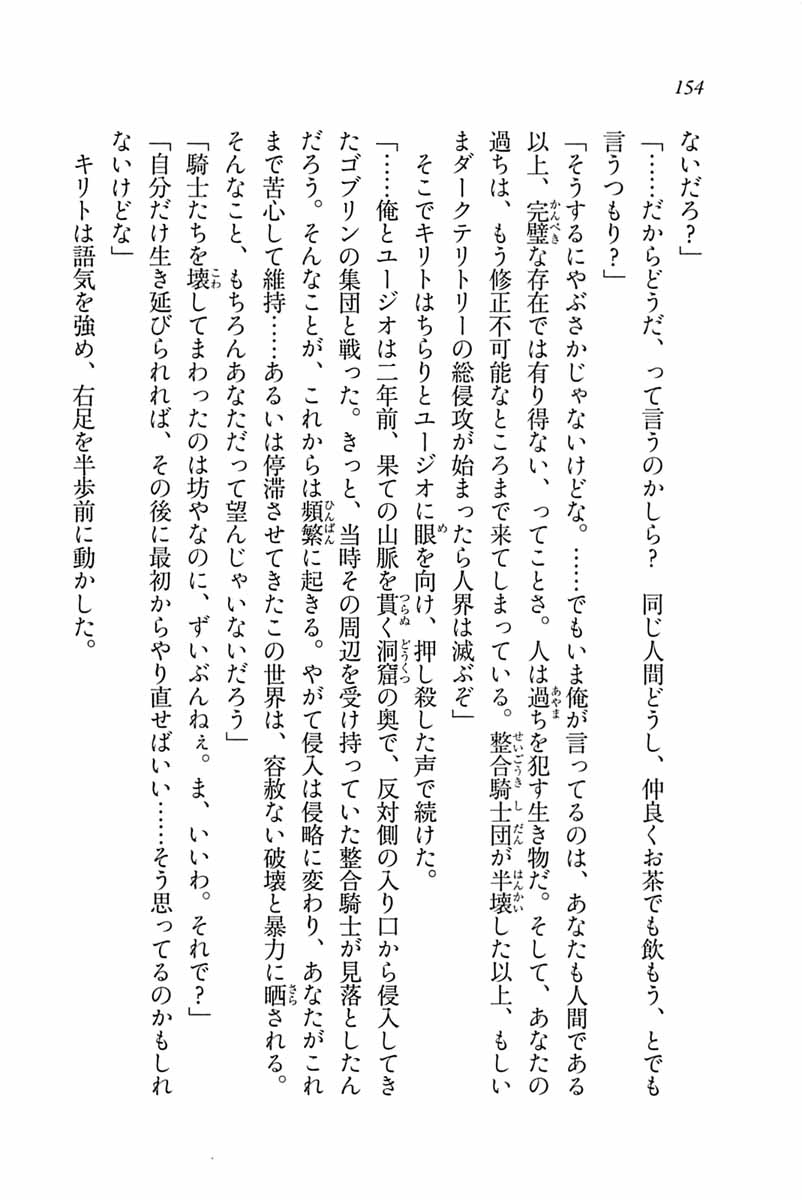 154
ないだろ？」
「……だからどうだ、って言うのかしら？　同じ人間どうし、仲良くお茶でも飲もう、とでも
言うつもり？」
「そうするにやぶさかじゃないけどな。……でもいま俺が言ってるのは、あなたも人間である
以上、完璧な存在では有り得ない、ってことさ。人は過ちを犯す生き物だ。そして、あなたの
過ちは、もう修正不可能なところまで来てしまっている。整合騎士団が半壊した以上、もしい
まダークテリトリーの総侵攻が始まったら人界は滅ぶぞ」
　そこでキリトはちらりとユージオに眼を向け、押し殺した声で続けた。
「……俺とユージオは二年前、果ての山脈を貫く洞窟の奥で、反対側の入り口から侵入してき
たゴブリンの集団と戦った。きっと、当時その周辺を受け持っていた整合騎士が見落としたん
だろう。そんなことが、これからは頻繁に起きる。やがて侵入は侵略に変わり、あなたがこれ
まで苦心して維持……あるいは停滞させてきたこの世界は、容赦ない破壊と暴力に晒される。
そんなこと、もちろんあなただって望んじゃいないだろう」
「騎士たちを壊してまわったのは坊やなのに、ずいぶんねぇ。ま、いいわ。それで？」
「自分だけ生き延びられれば、その後に最初からやり直せばいい……そう思ってるのかもしれ
ないけどな」
　キリトは語気を強め、右足を半歩前に動かした。